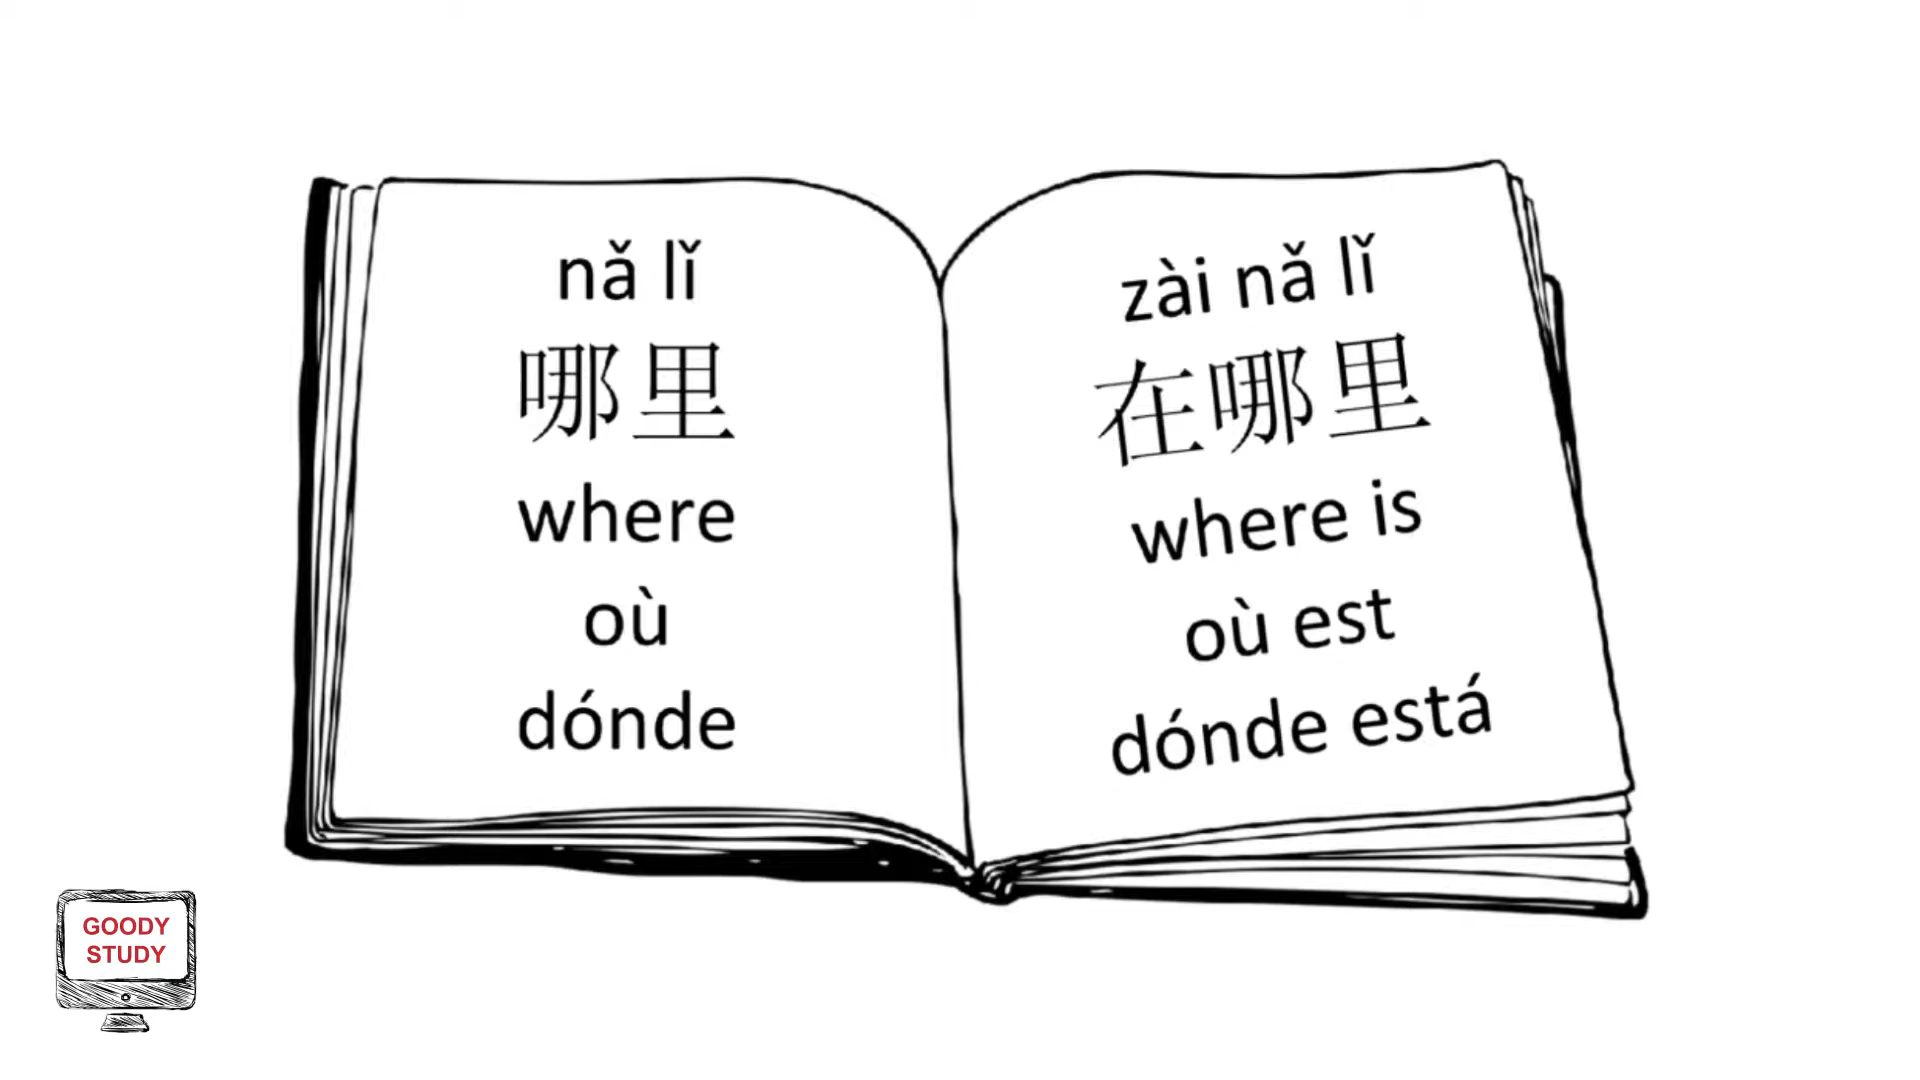 nǎ lǐ
哪里
where
où
dónde
zài nǎ lǐ
在哪里
where is
où est
dónde está
GOODY
STUDY